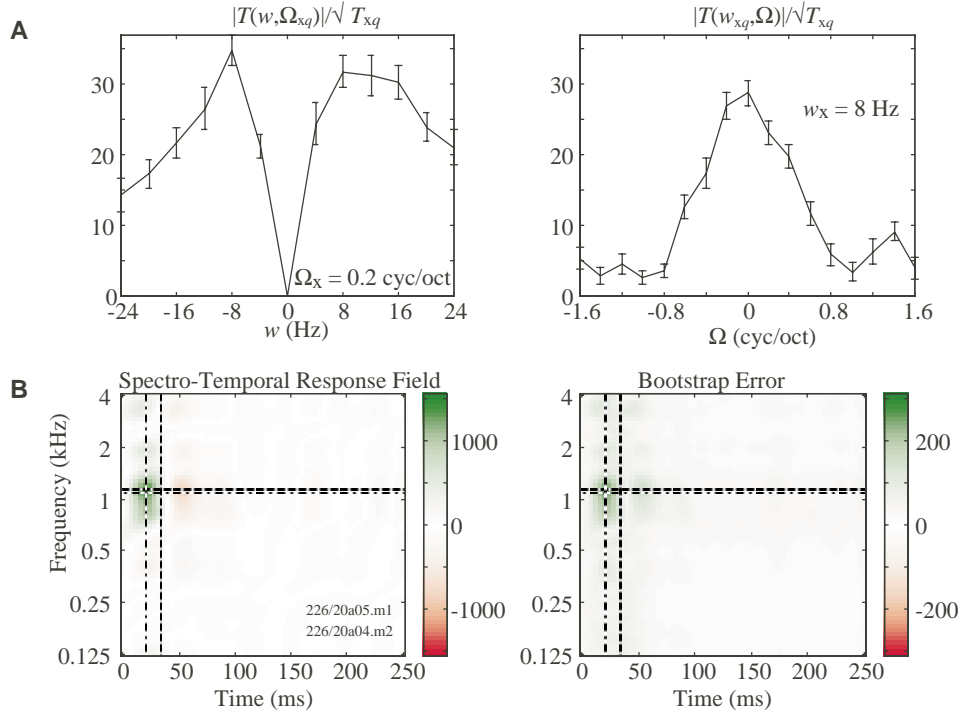 A
|T(w,Ωxq)|/√ Txq
30
20
10
0
-24 -16 -8 0 8 16 24
w (Hz)
Ωx = 0.2 cyc/oct
|T(wxq,Ω)|/√Txq
30
20
10
0
-1.6 -0.8 0 0.8 1.6
Ω (cyc/oct)
wx = 8 Hz
B
Spectro-Temporal Response Field
Frequency (kHz)
4
2
1
0.5
0.25
0.125
0 50 100 150 200 250
Time (ms)
226/20a05.m1
226/20a04.m2
1000
0
-1000
Bootstrap Error
4
2
1
0.5
0.25
0.125
0 50 100 150 200 250
Time (ms)
200
0
-200